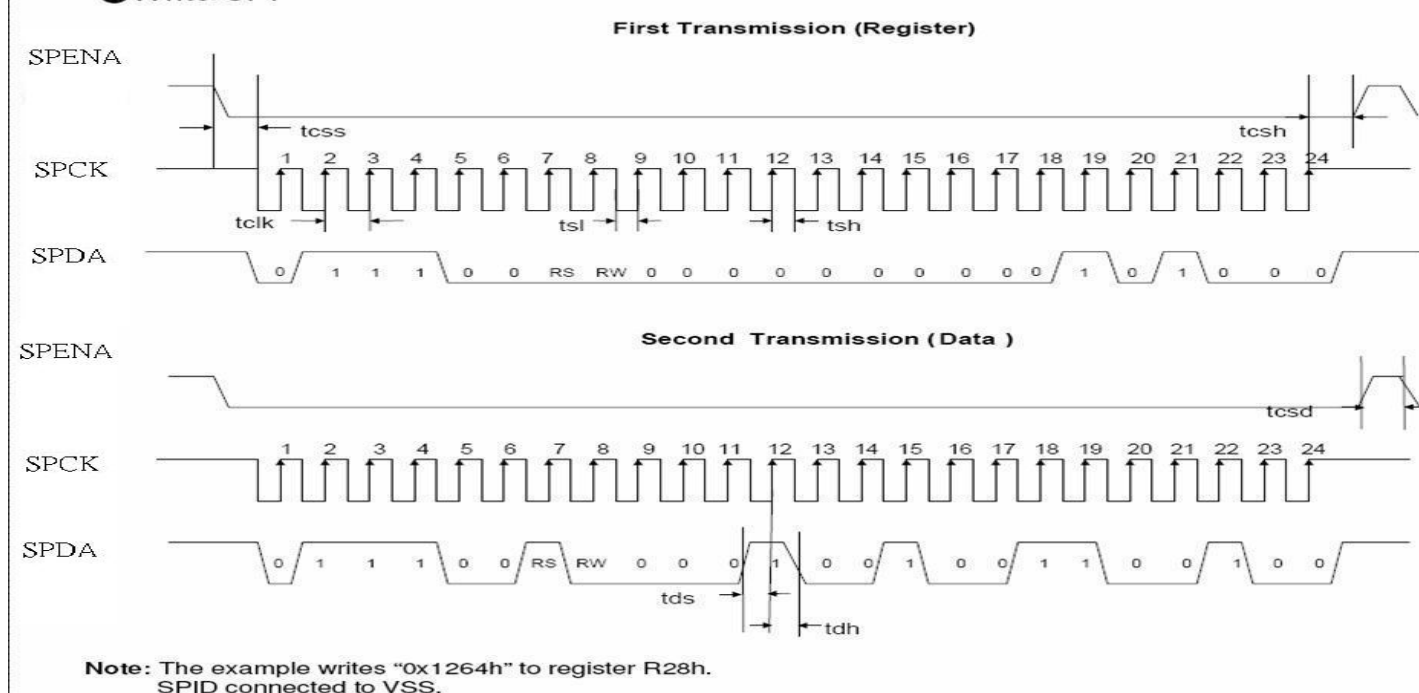 First Transmission (Register)
SPENA
tcss
tcsh
SPCK
1 2 3 4 5 6 7 8 9 10 11 12 13 14 15 16 17 18 19 20 21 22 23 24
tclk
tsl
tsh
SPDA
0 1 1 1 0 0 RS RW 0 0 0 0 0 0 0 0 0 0 1 0 1 0 0 0
Second Transmission (Data )
SPENA
tcsd
SPCK
1 2 3 4 5 6 7 8 9 10 11 12 13 14 15 16 17 18 19 20 21 22 23 24
SPDA
0 1 1 1 0 0 RS RW 0 0 0 1 0 0 1 0 0 1 1 0 0 1 0 0
tds
tdh
Note: The example writes “0x1264h” to register R28h.
SPID connected to VSS.